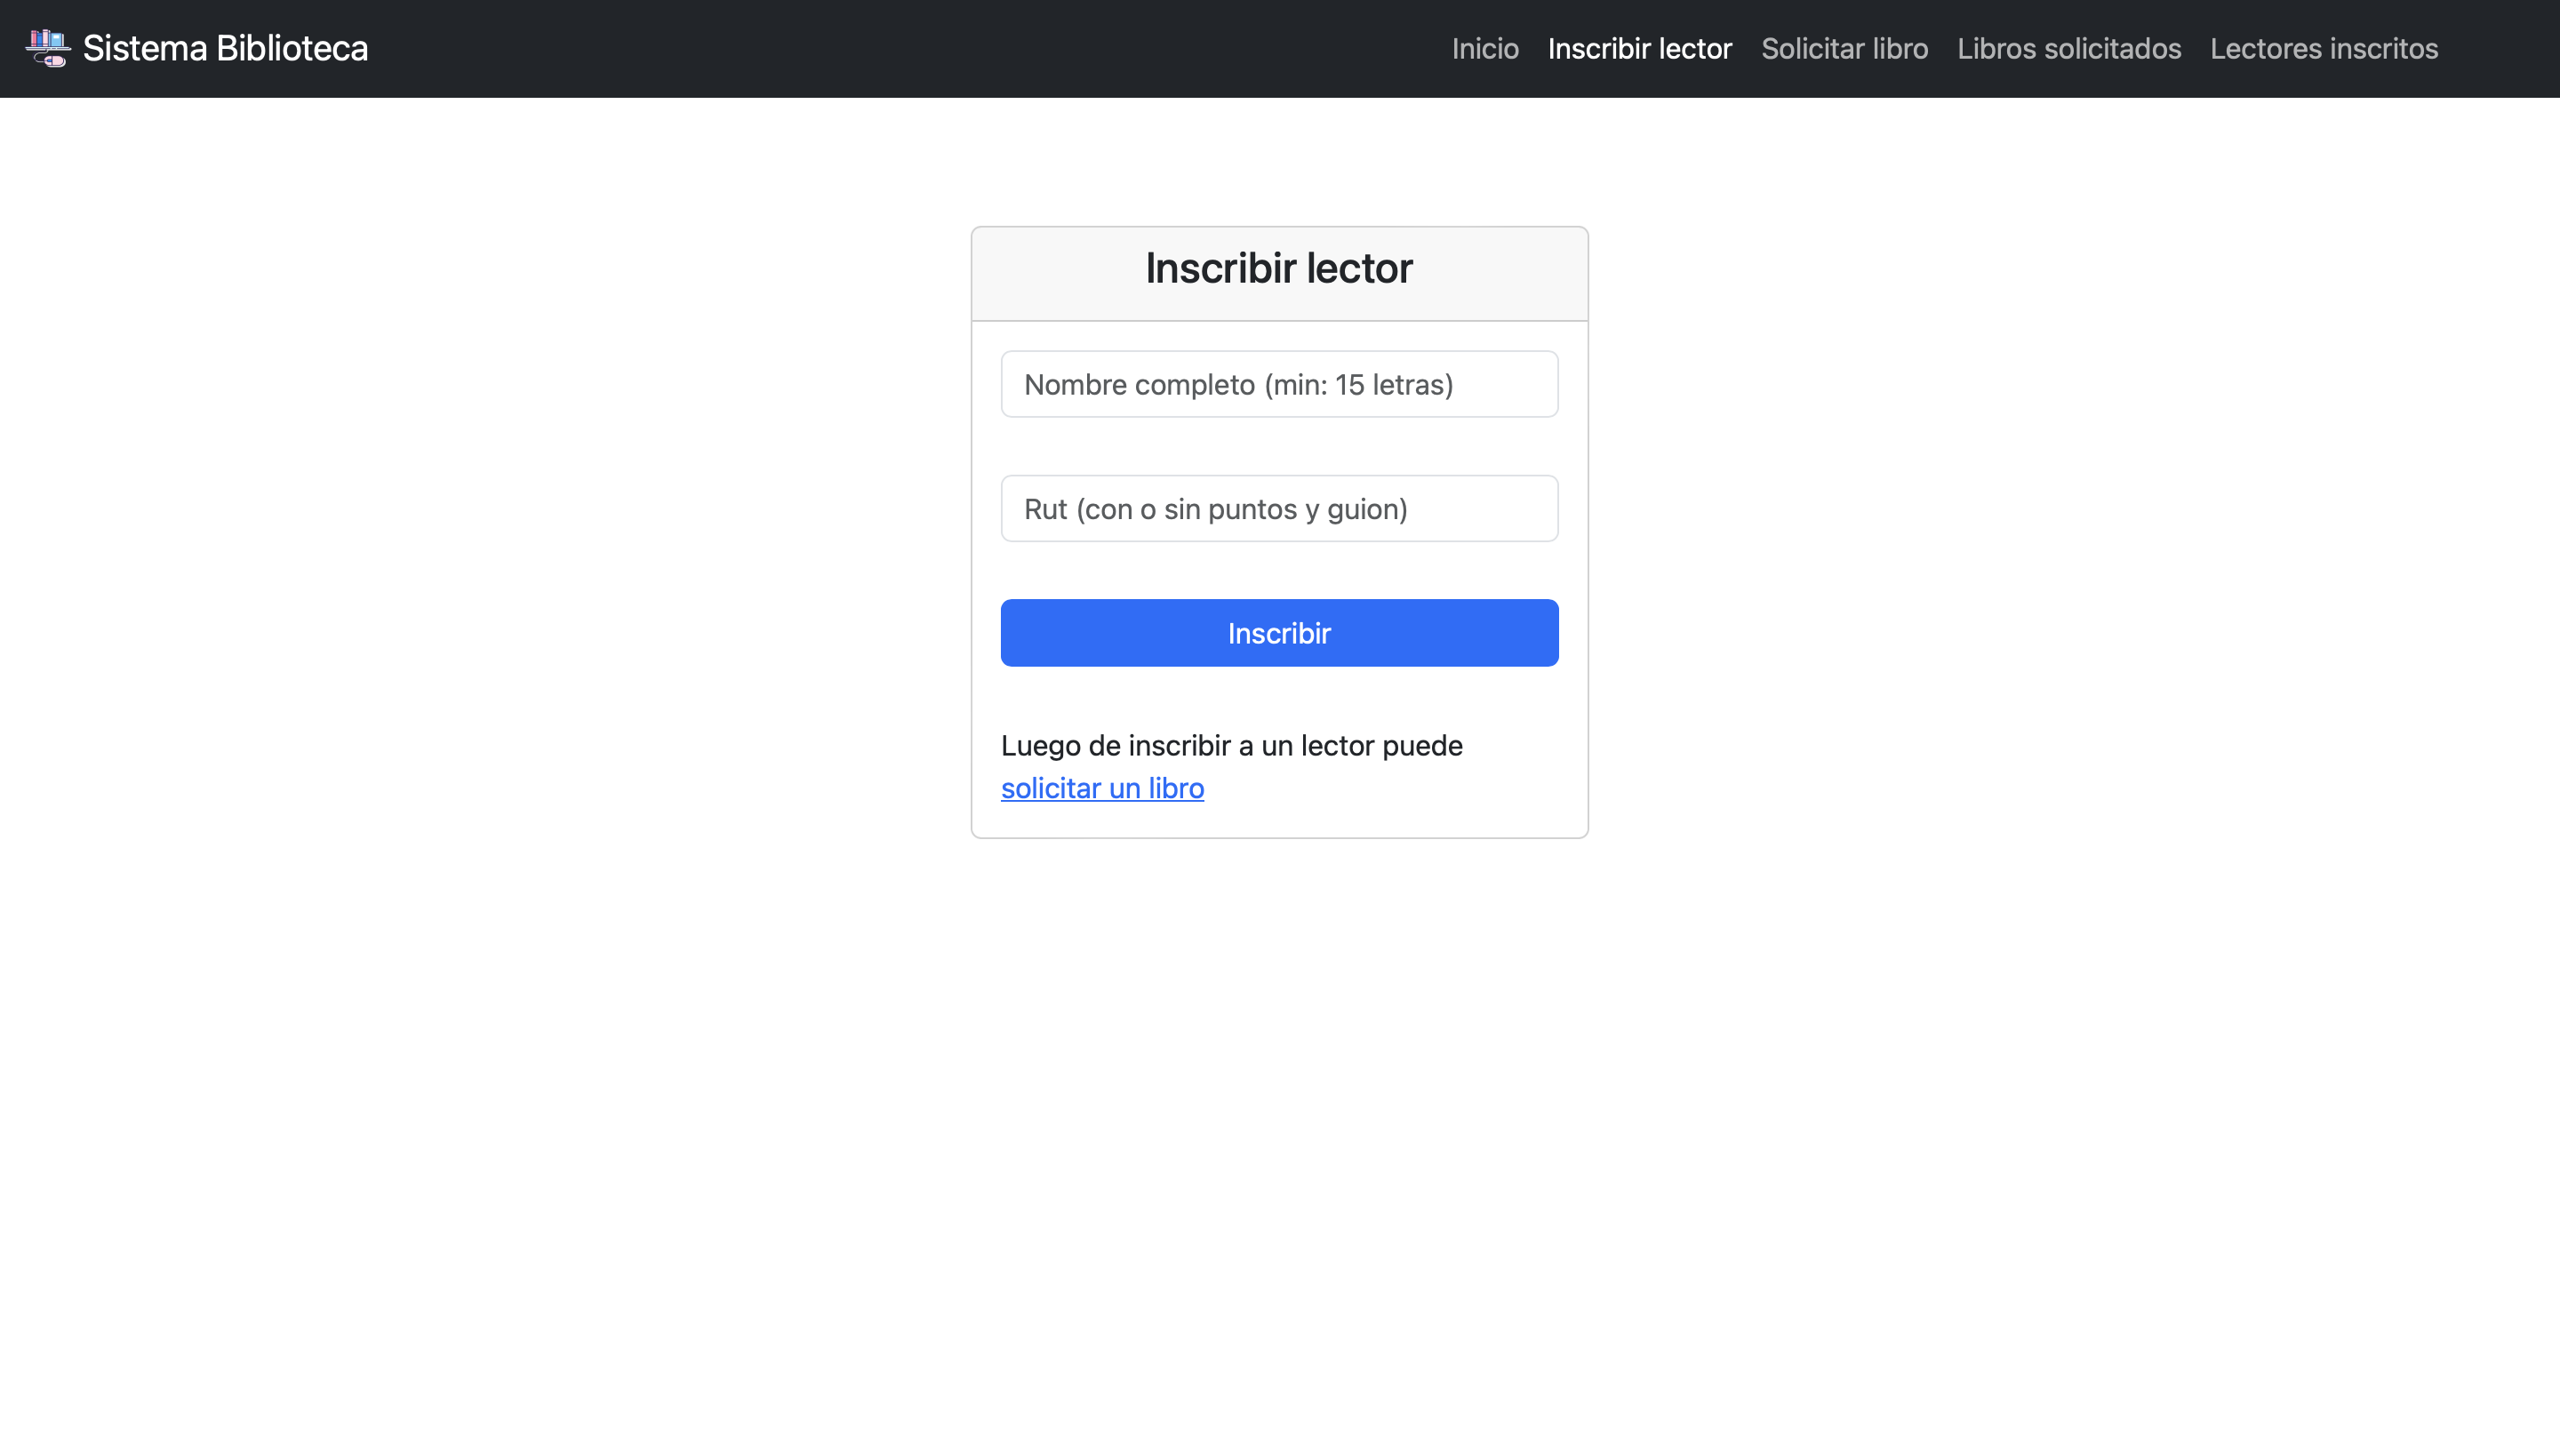 Sistema Biblioteca
Inicio Inscribir lector Solicitar libro Libros solicitados Lectores inscritos
Inscribir lector
Nombre completo (min: 15 letras)
Rut (con o sin puntos y guion)
Inscribir
Luego de inscribir a un lector puede
solicitar un libro